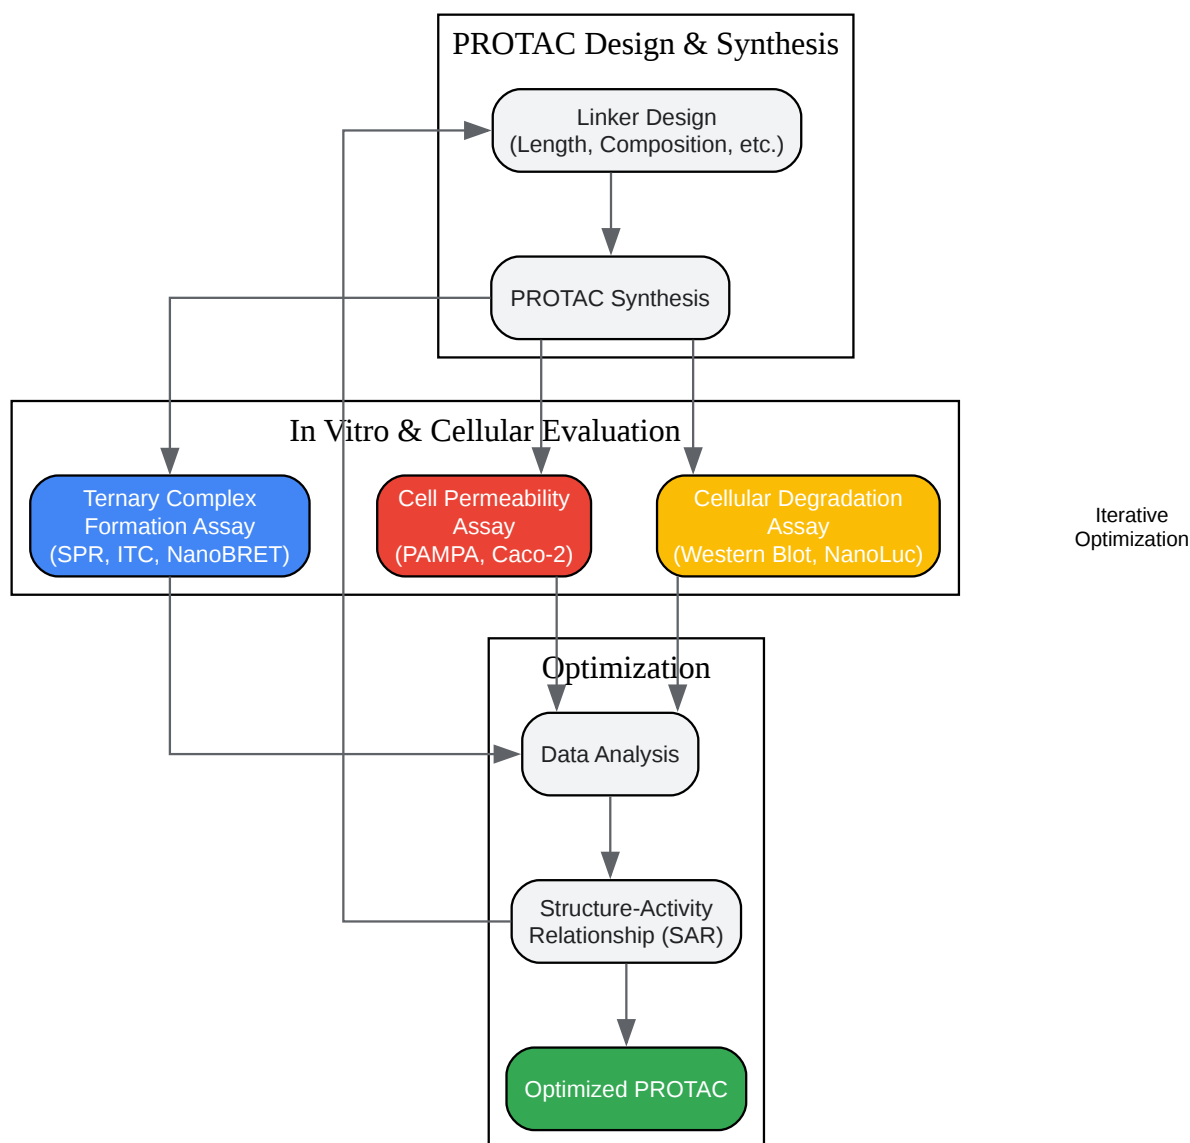 PROTAC Design & Synthesis
Linker Design
(Length, Composition, etc.)
PROTAC Synthesis
In Vitro & Cellular Evaluation
Ternary Complex
Formation Assay
(SPR, ITC, NanoBRET)
Cell Permeability
Assay
(PAMPA, Caco-2)
Cellular Degradation
Assay
(Western Blot, NanoLuc)
Iterative
Optimization
Optimization
Data Analysis
Structure-Activity
Relationship (SAR)
Optimized PROTAC